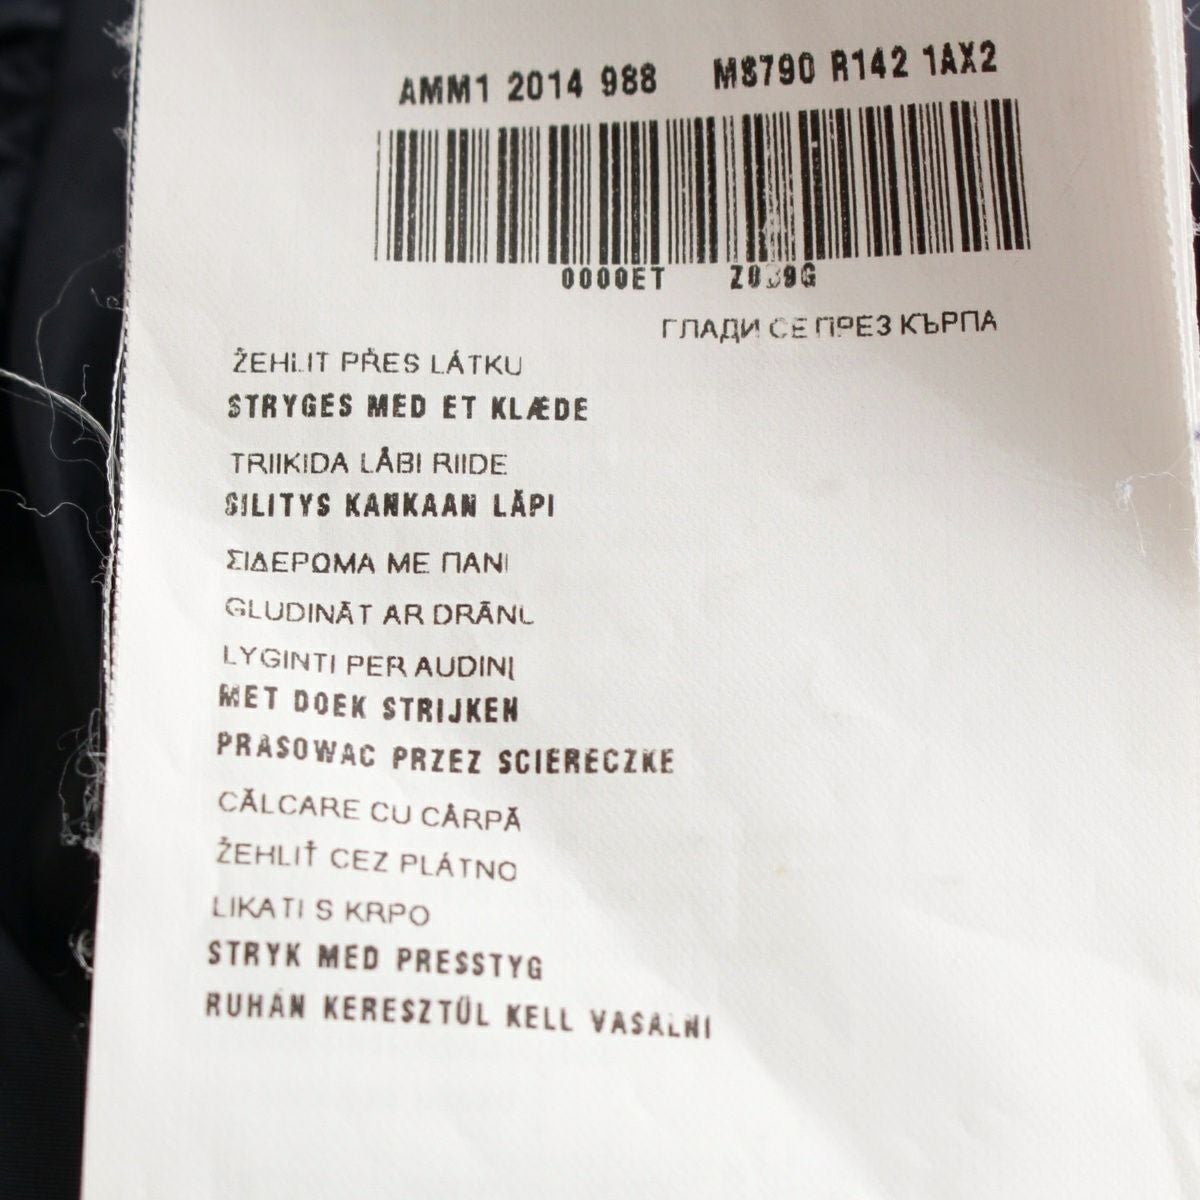 AMM1 2014 988 MS790 R142 1AX2
0000ET Z089G
ГЛАДИ СЕ ПРЕЗ КЪРПА
ŽEHLIT PŘES LÁTKU
STRYGES MED ET KLÆDE
TRIIKIDA LÄBI RIIDE
SILITYS KANKAAN LÄPI
ΣΙΔΕΡΩΜΑ ΜΕ ΠΑΝΙ
GLUDINĀT AR DRĀNU
LYGINTI PER AUDINĮ
MET DOEK STRIJKEN
PRASOWAC PRZEZ SCIERECZKE
CĂLCARE CU CÂRPĂ
ŽEHLIŤ CEZ PLÁTNO
LIKATI S KRPO
STRYK MED PRESSTYG
RUHÁN KERESZTÜL KELL VASALNI